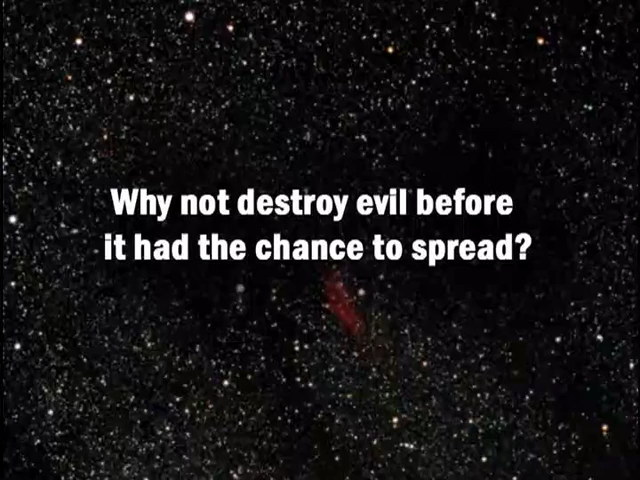 Why not destroy evil before
it had the chance to spread?